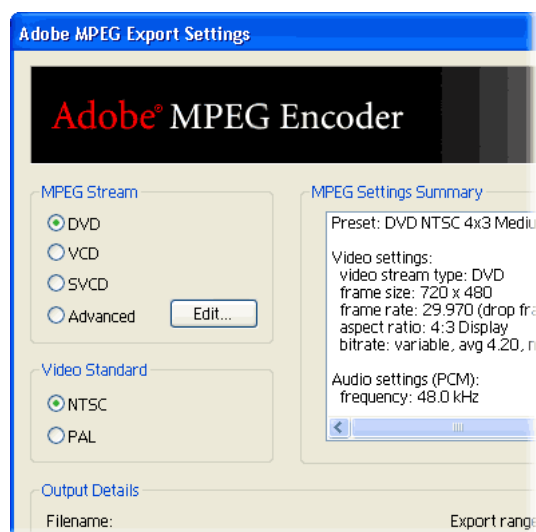 Adobe MPEG Export Settings
Adobe® MPEG Encoder
MPEG Stream
DVD
VCD
SVCD
Advanced
Edit...
Video Standard
NTSC
PAL
MPEG Settings Summary
Preset: DVD NTSC 4x3
Video settings:
video stream type: DVD
frame size: 720 x 480
frame rate: 29.970 (drop
aspect ratio: 4:3 Display
bitrate: variable, avg 4.20,
Audio settings (PCM):
frequency: 48.0 kHz
Output Details
Filename:
Export range